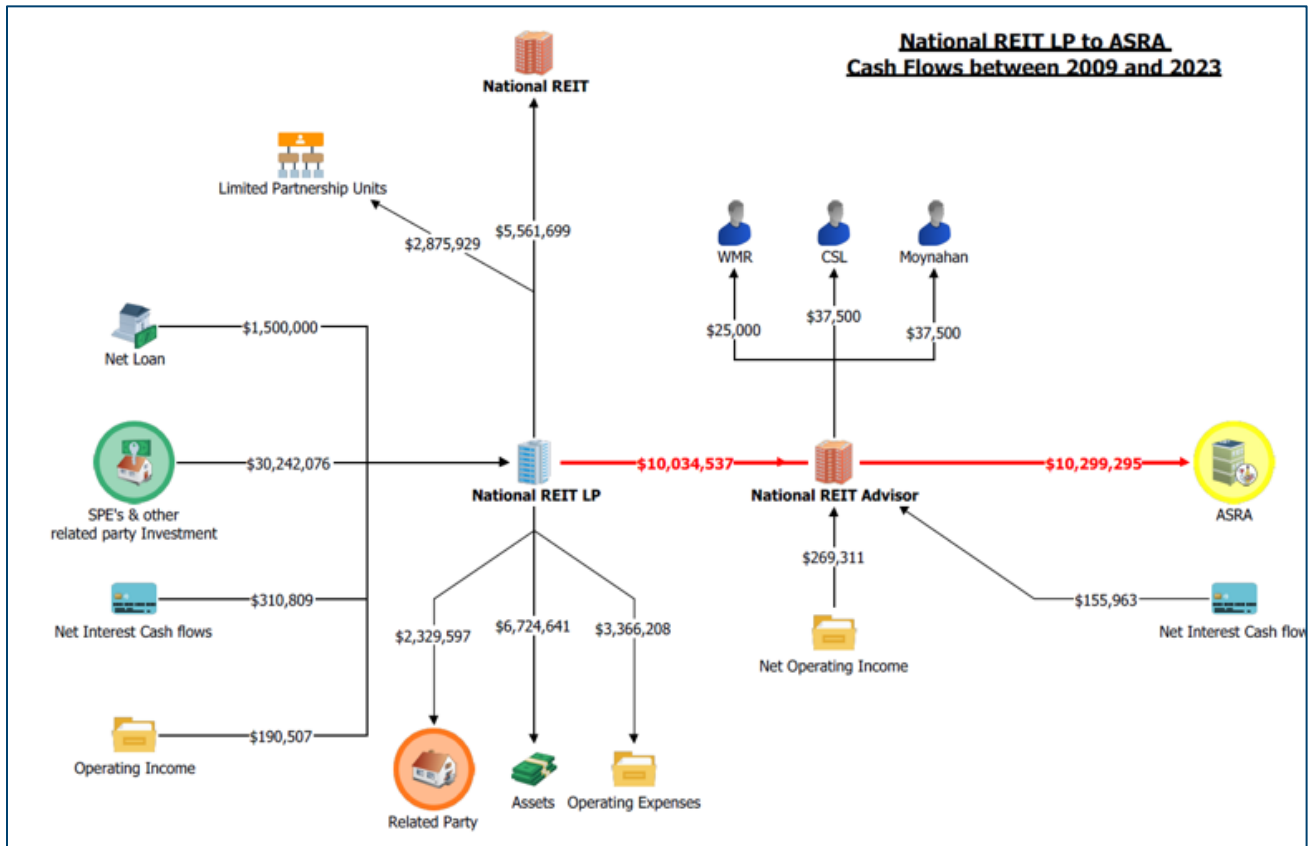 National REIT LP to ASRA
Cash Flows between 2009 and 2023
National REIT
Limited Partnership Units
$2,875,929
$5,561,699
WMR
CSL
Moynahan
$25,000
$37,500
$37,500
$1,500,000
Net Loan
$30,242,076
SPE's & other
related party Investment
National REIT LP
$10,034,537
National REIT Advisor
$10,299,295
ASRA
$310,809
Net Interest Cash flows
$2,329,597
$6,724,641
$3,366,208
$269,311
Net Operating Income
$155,963
Net Interest Cash flow
$190,507
Operating Income
Related Party
Assets
Operating Expenses